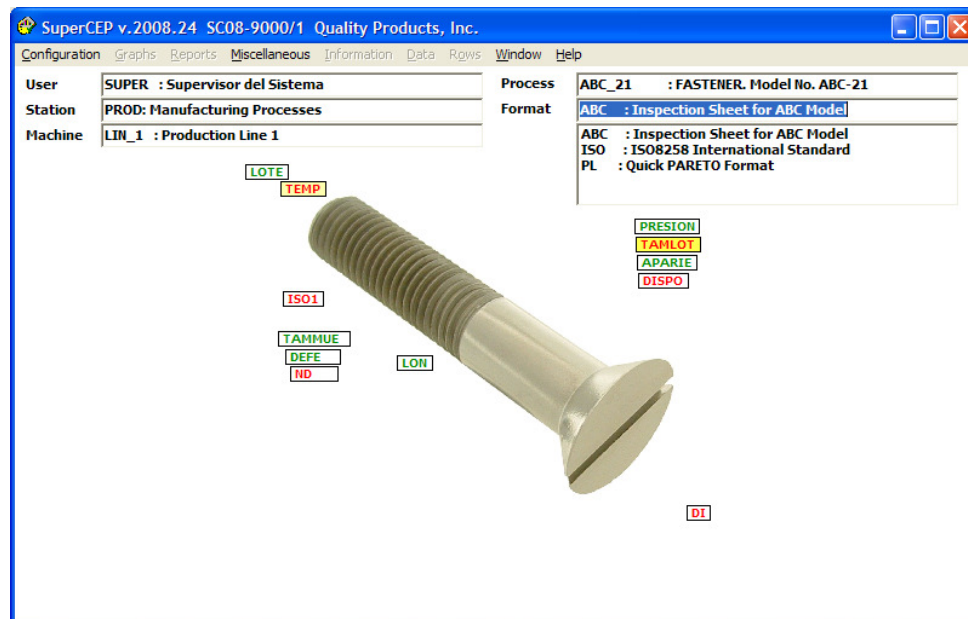 SuperCEP v.2008.24 SC08-9000/1 Quality Products, Inc.
Configuration Graphs Reports Miscellaneous Information Data Rows Window Help
User SUPER : Supervisor del Sistema
Station PROD: Manufacturing Processes
Machine LIN_1 : Production Line 1
Process ABC_21 : FASTENER. Model No. ABC-21
Format ABC : Inspection Sheet for ABC Model
ABC : Inspection Sheet for ABC Model
ISO : ISO8258 International Standard
PL : Quick PARETO Format
LOTE
TEMP
PRESION
TAMLOT
APARIE
DISPO
ISO1
TAMMUE
DEFE
ND
LON
DI